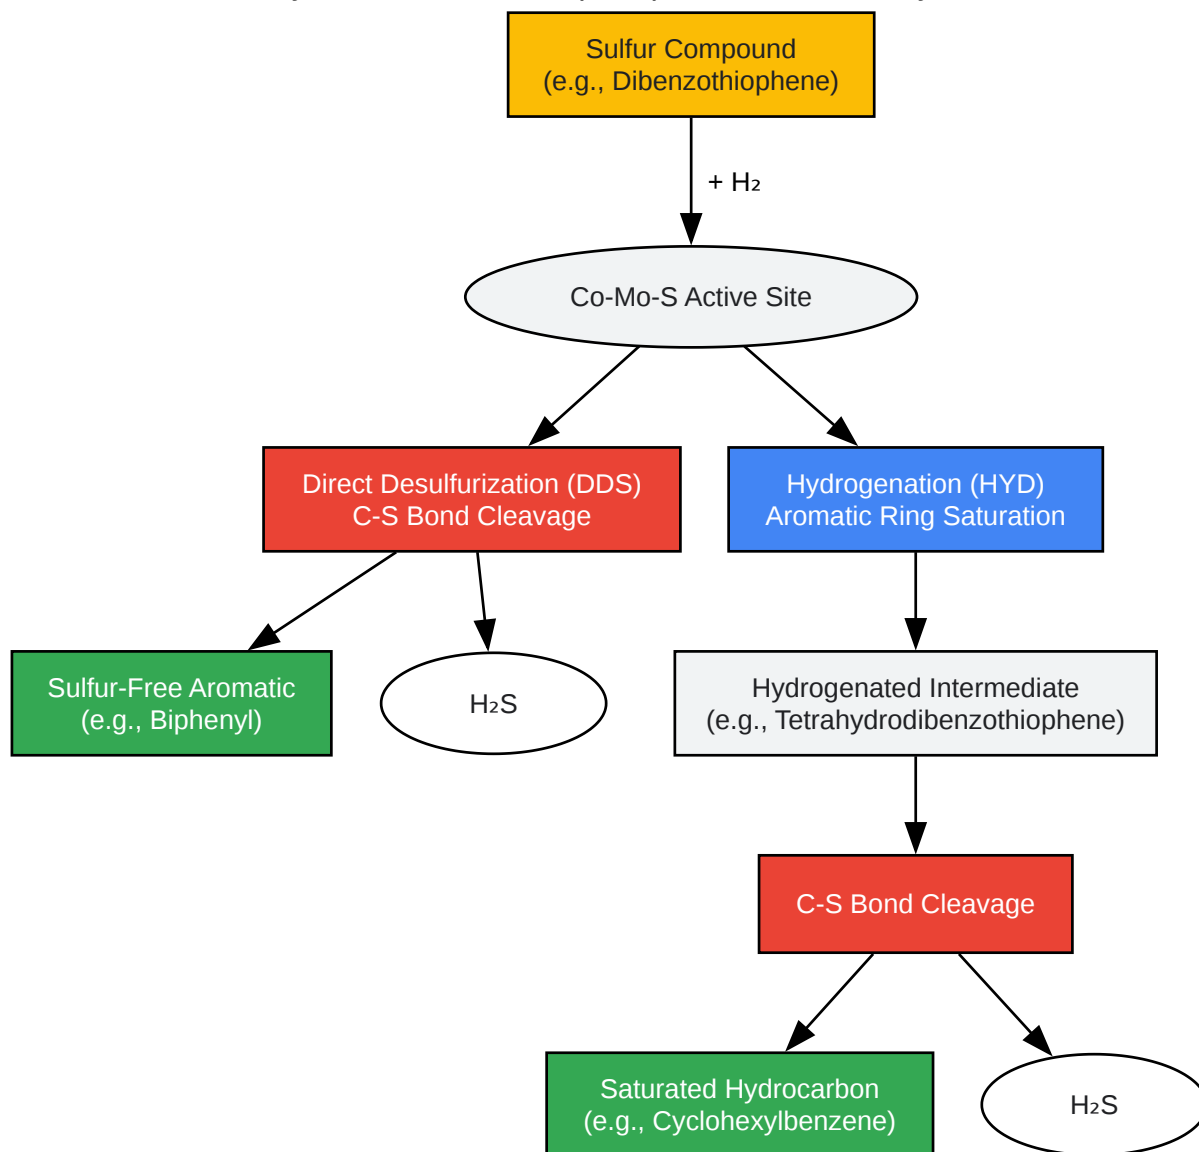 Sulfur Compound
(e.g., Dibenzothiophene)
+ H₂
Co-Mo-S Active Site
Direct Desulfurization (DDS)
C-S Bond Cleavage
Hydrogenation (HYD)
Aromatic Ring Saturation
Sulfur-Free Aromatic
(e.g., Biphenyl)
H₂S
Hydrogenated Intermediate
(e.g., Tetrahydrodibenzothiophene)
C-S Bond Cleavage
Saturated Hydrocarbon
(e.g., Cyclohexylbenzene)
H₂S